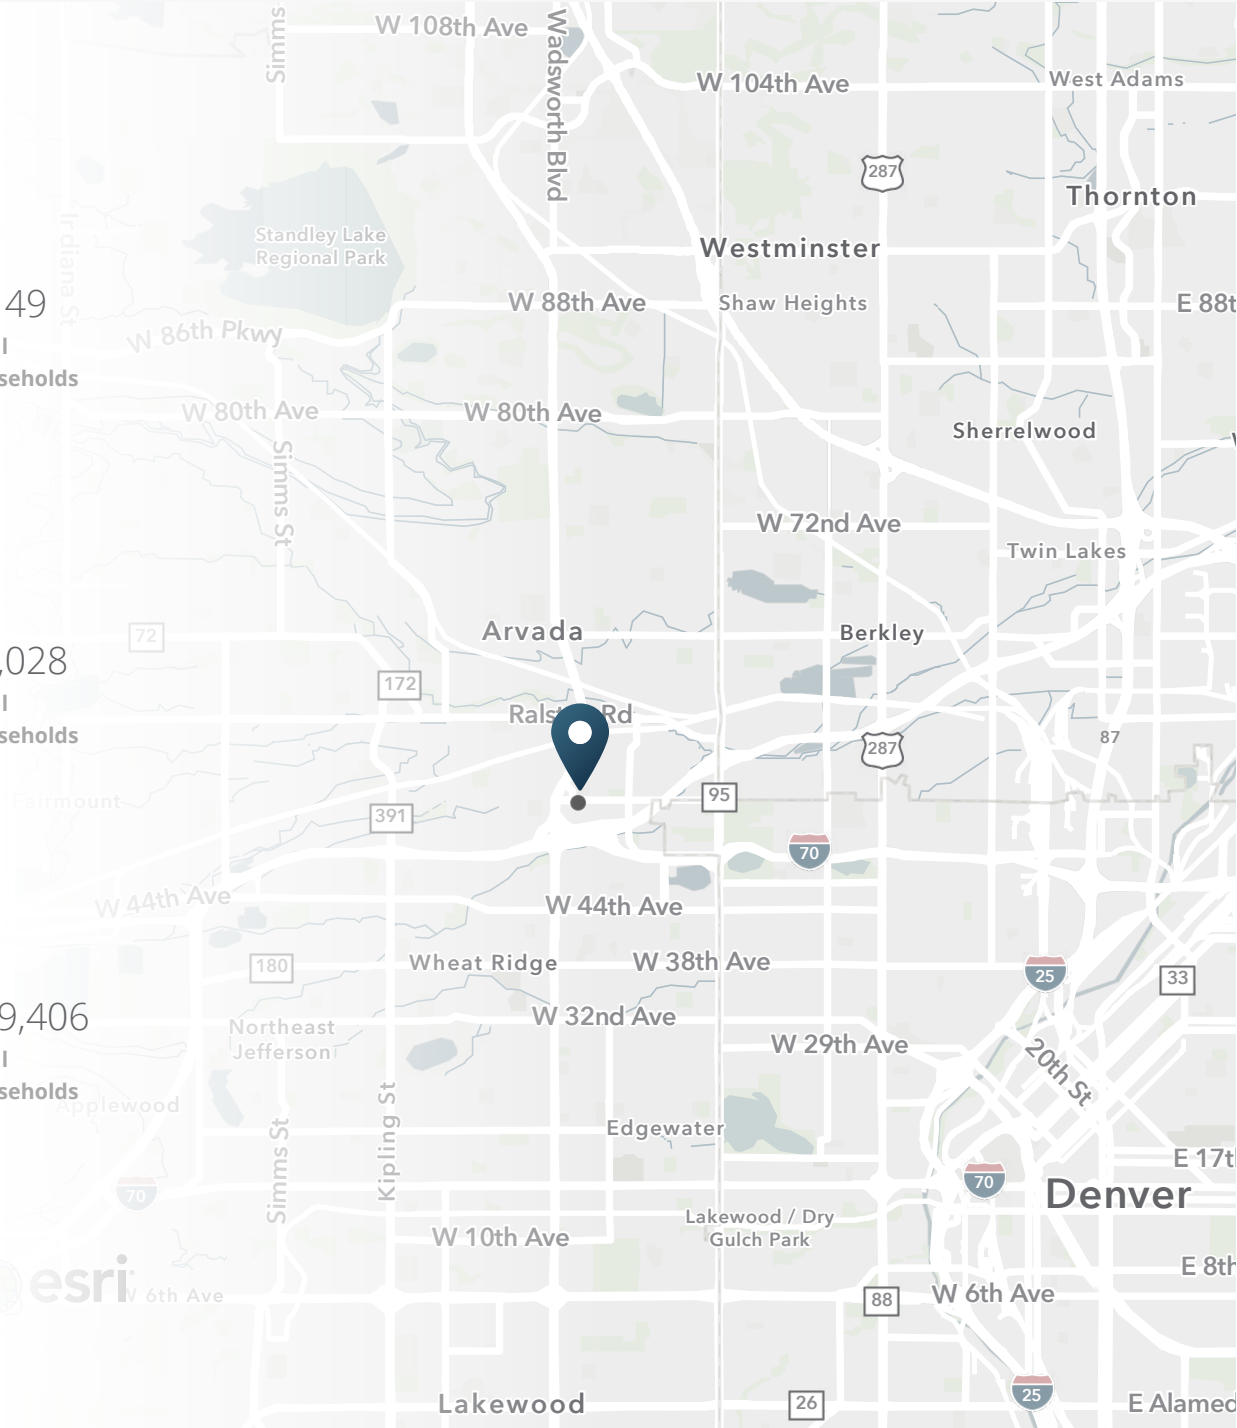 Simms
W 108th Ave
Wadsworth Blvd
W 104th Ave
West Adams
287
Thornton
Indiana St
Standley Lake
Regional Park
Westminster
49
W 88th Ave
Shaw Heights
E 88t
W 86th Pkwy
l
seholds
W 80th Ave
W 80th Ave
Sherrelwood
Simms St
W 72nd Ave
Twin Lakes
72
Arvada
Berkley
,028
172
l
Rd
seholds
287
87
Fairmount
391
95
70
W 44th Ave
W 44th Ave
180
Wheat Ridge
W 38th Ave
25
33
9,406
Northeast
Jefferson
W 32nd Ave
W 29th Ave
20th St
l
seholds
Applewood
Kipling St
Simms St
Edgewater
E 17t
70
70
Denver
Lakewood / Dry
Gulch Park
W 10th Ave
E 8th
esri
6th Ave
88
W 6th Ave
Lakewood
26
25
E Alamed